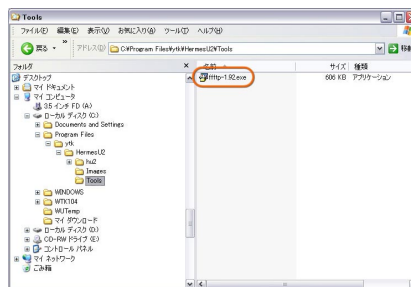 Tools
ファイル(F) 編集(E) 表示(V) お気に入り(A) ツール(T) ヘルプ(H)
戻る アドレス(D) C:¥Program Files¥ytk¥HermesU2¥Tools 移動
フォルダ × 名前 サイズ 種類
デスクトップ
ffftp-1.92.exe 606 KB アプリケーション
マイ ドキュメント
マイ コンピュータ
3.5 インチ FD (A)
ローカル ディスク (C:)
Documents and Settings
Program Files
ytk
HermesU2
hu2
Images
Tools
WINDOWS
WTK104
WUTemp
マイ ダウンロード
ローカル ディスク (D:)
CD-RW ドライブ (E:)
コントロール パネル
マイ ネットワーク
ごみ箱